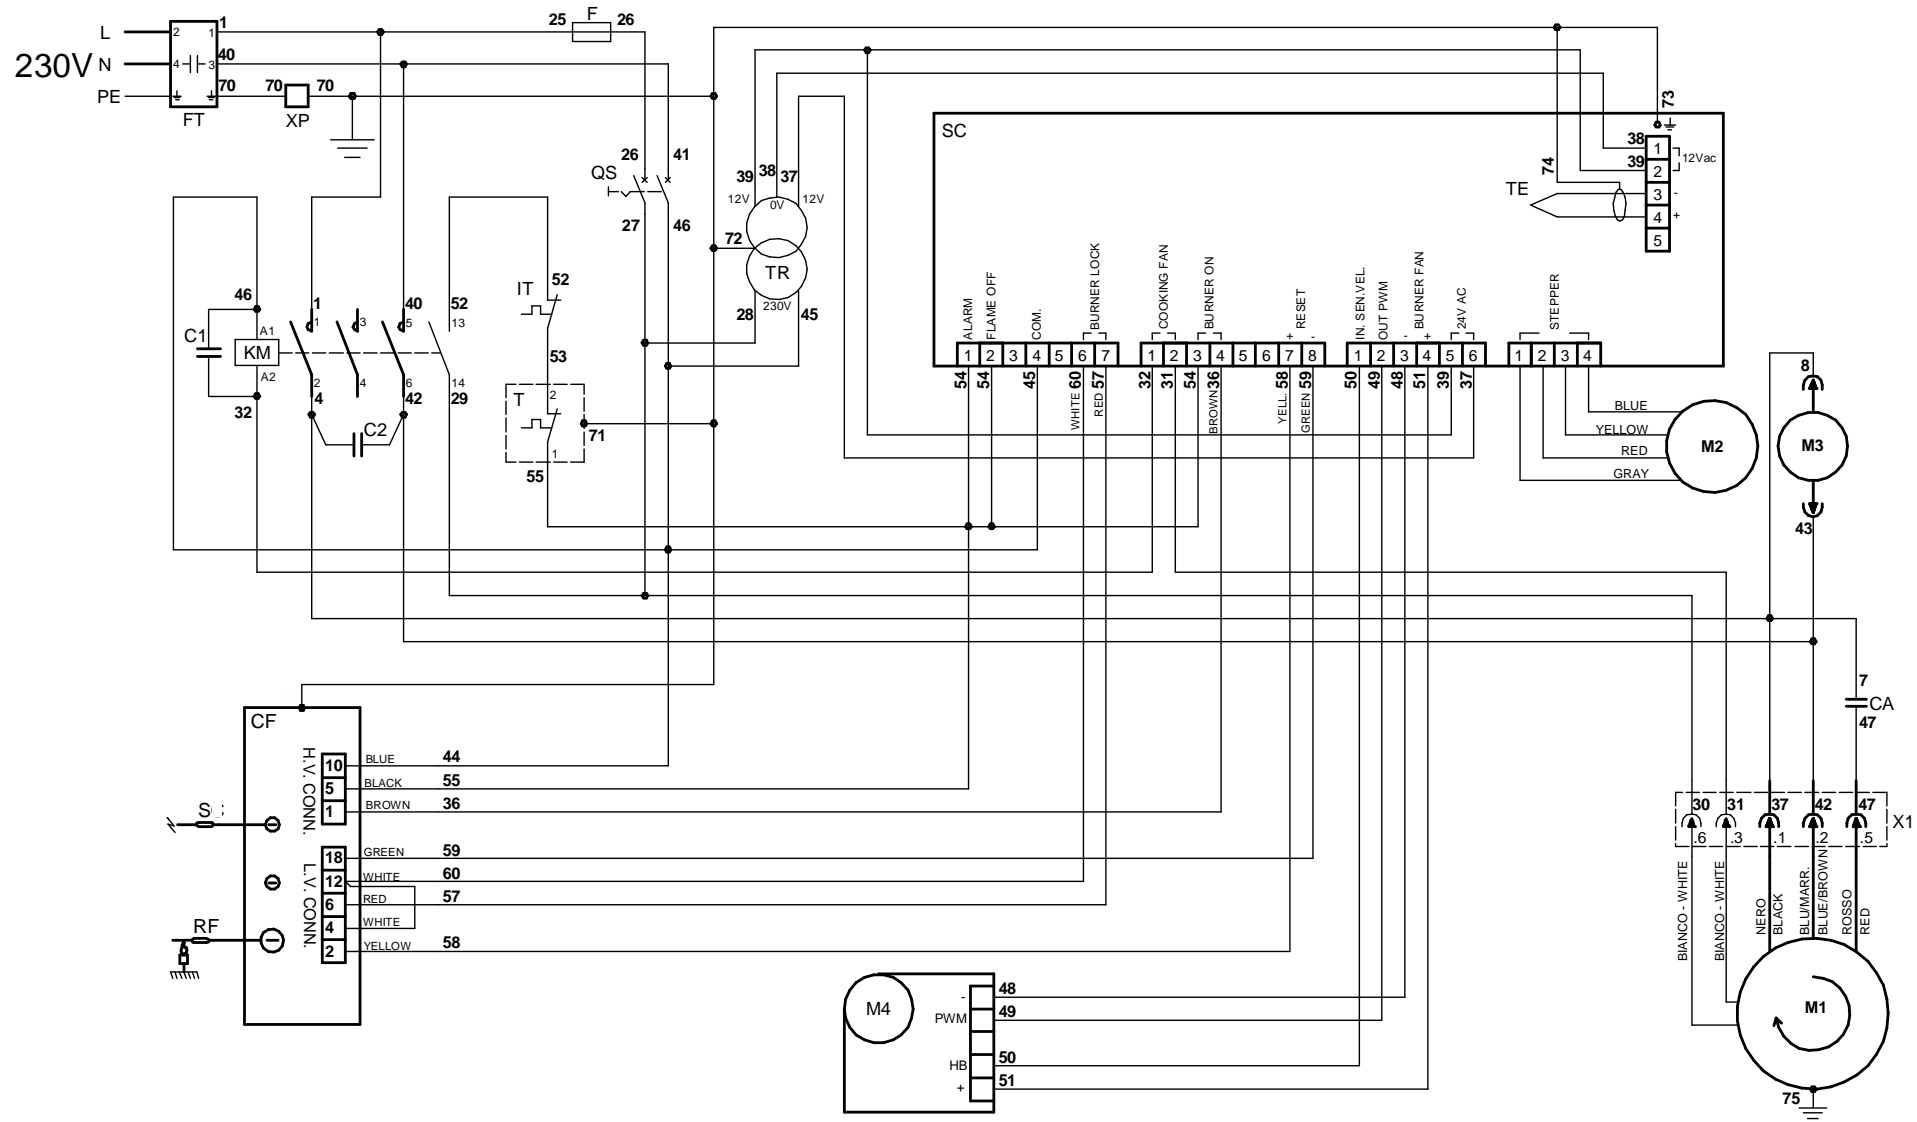 230V
L
N
PE
2 1
4 3
FT
1
40
70
70 XP 70
25 F 26
QS
26 41
27 46
39 38 37
12V 0V 12V
72
TR
230V
28 45
SC
73
74
TE
38 1
39 2
3 -
4 +
5
12Vac
C1
46
A1
KM
A2
32
1 1
3
40 5
52 13
2 4
4
6 42
14 29
C2
IT
52
53
T
2
1
71
55
ALARM
FLAME OFF
COM.
BURNER LOCK
1 2 3 4 5 6 7
54 54 45 60 57
WHITE
RED
COOKING FAN
BURNER ON
+ RESET -
1 2 3 4 5 6 7 8
32 31 54 36 58 59
BROWN
YELL.
GREEN
IN. SEN.VEL.
OUT PWM
- BURNER FAN +
24V AC
1 2 3 4 5 6
50 49 48 51 39 37
STEPPER
1 2 3 4
BLUE
YELLOW
RED
GRAY
M2
8
M3
43
CF
H.V. CONN.
10 BLUE 44
5 BLACK 55
1 BROWN 36
L.V. CONN.
18 GREEN 59
12 WHITE 60
6 RED 57
4 WHITE
2 YELLOW 58
RF
M4
- 48
PWM 49
HB 50
+ 51
7
CA
47
30 31 37 42 47
X1
.6 .3 .1 .2 .5
BIANCO - WHITE
BIANCO - WHITE
NERO
BLACK
BLU/MARR.
BLUE/BROWN
ROSSO
RED
M1
75